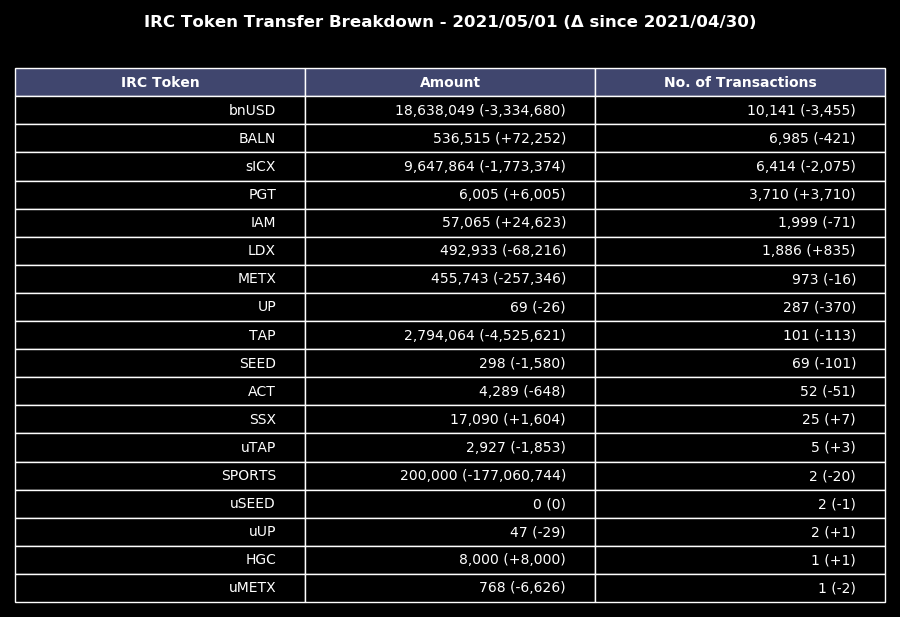 IRC Token Transfer Breakdown - 2021/05/01 (Δ since 2021/04/30)
IRC Token Amount No. of Transactions
bnUSD 18,638,049 (-3,334,680) 10,141 (-3,455)
BALN 536,515 (+72,252) 6,985 (-421)
sICX 9,647,864 (-1,773,374) 6,414 (-2,075)
PGT 6,005 (+6,005) 3,710 (+3,710)
IAM 57,065 (+24,623) 1,999 (-71)
LDX 492,933 (-68,216) 1,886 (+835)
METX 455,743 (-257,346) 973 (-16)
UP 69 (-26) 287 (-370)
TAP 2,794,064 (-4,525,621) 101 (-113)
SEED 298 (-1,580) 69 (-101)
ACT 4,289 (-648) 52 (-51)
SSX 17,090 (+1,604) 25 (+7)
uTAP 2,927 (-1,853) 5 (+3)
SPORTS 200,000 (-177,060,744) 2 (-20)
uSEED 0 (0) 2 (-1)
uUP 47 (-29) 2 (+1)
HGC 8,000 (+8,000) 1 (+1)
uMETX 768 (-6,626) 1 (-2)